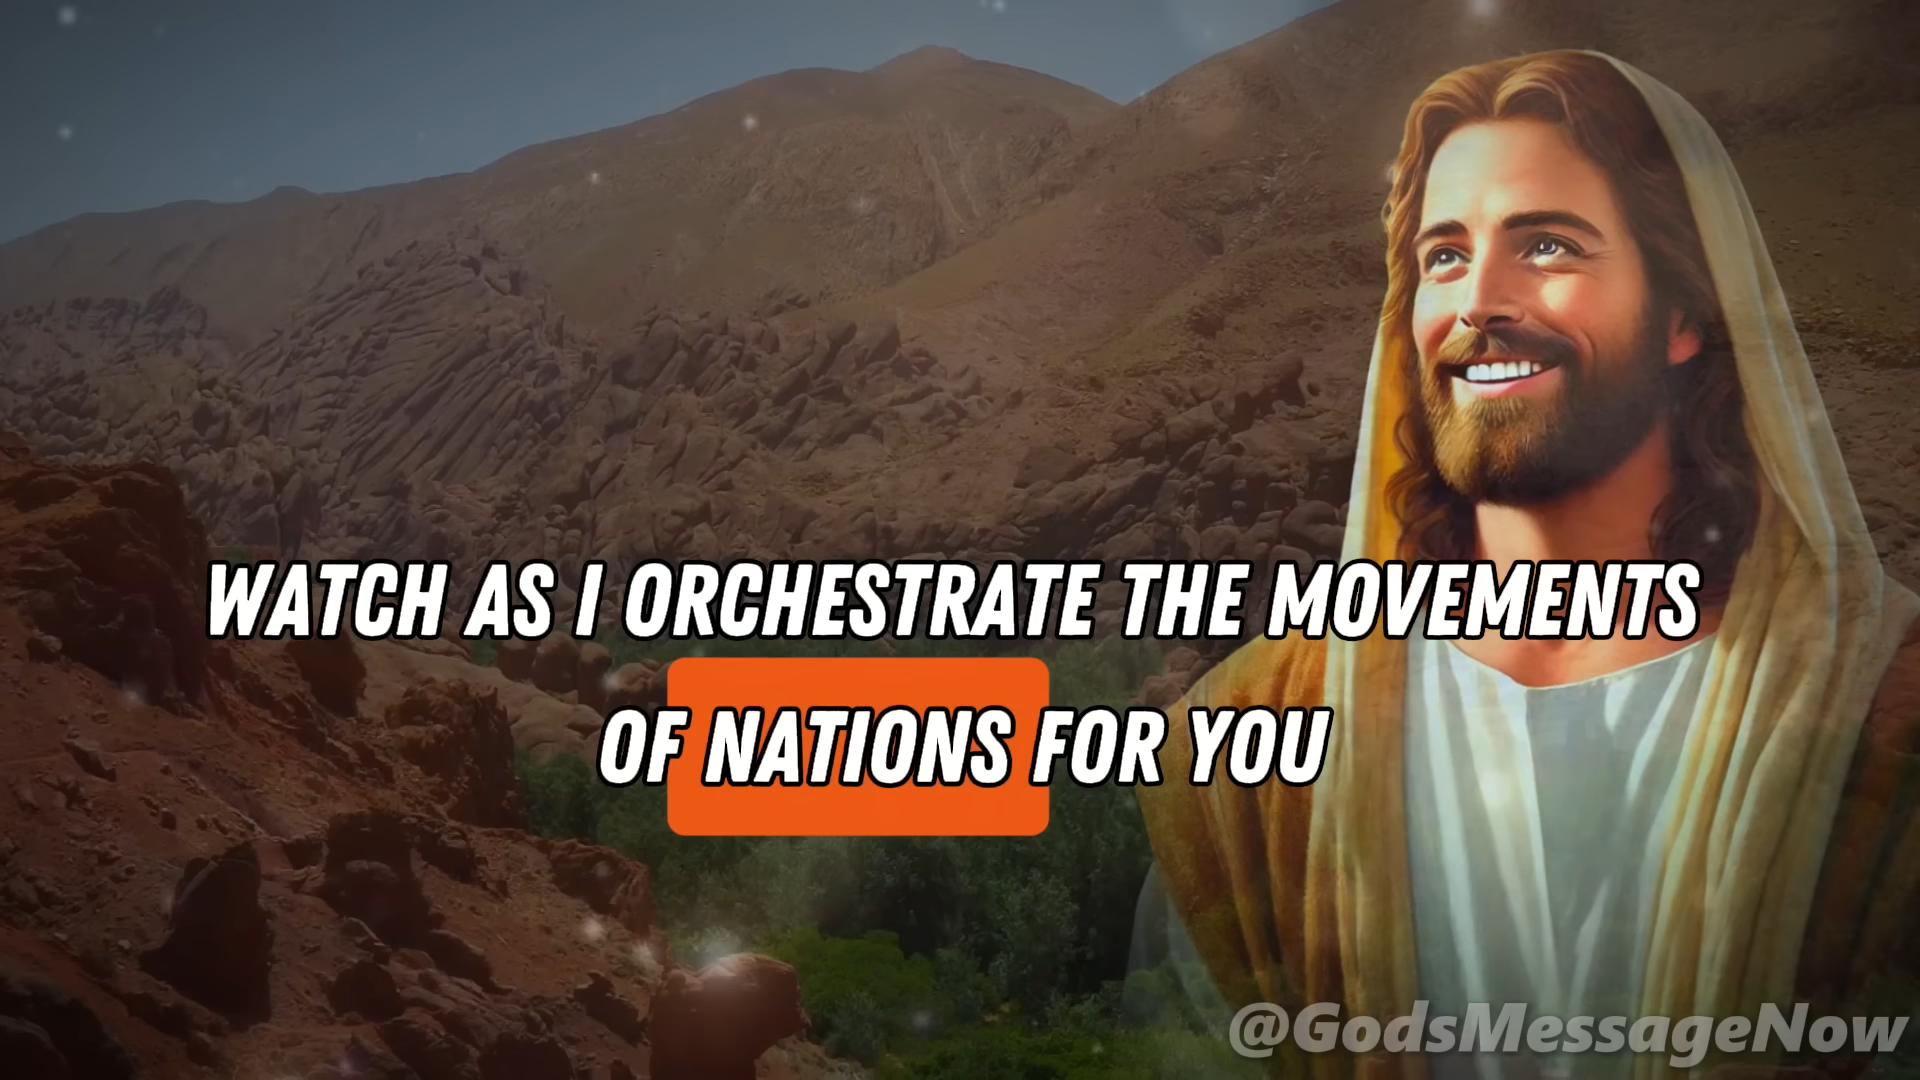 WATCH AS I ORCHESTRATE THE MOVEMENTS
OF NATIONS FOR YOU
@GodsMessageNow